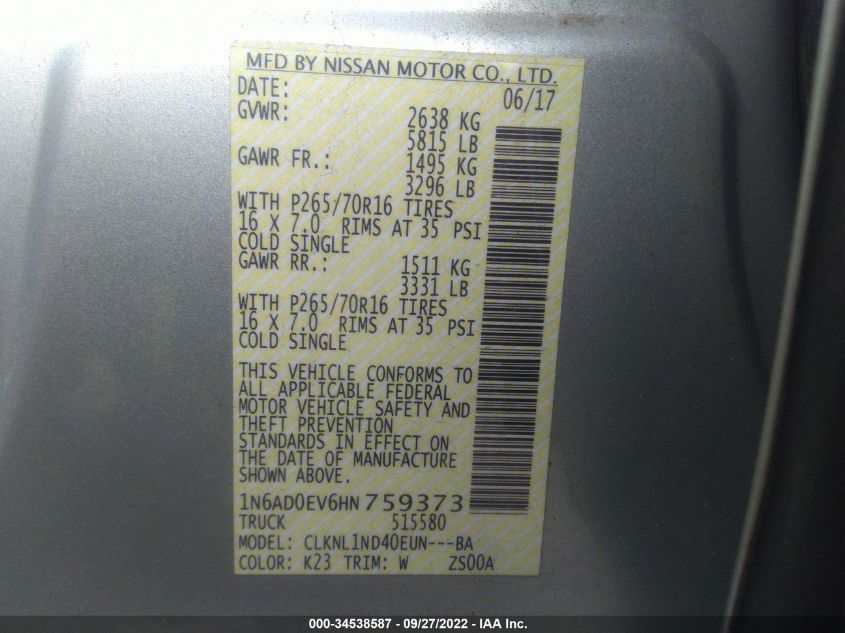 MFD BY NISSAN MOTOR CO., LTD.
DATE: 06/17
GVWR: 2638 KG
5815 LB
GAWR FR.: 1495 KG
3296 LB
WITH P265/70R16 TIRES
16 X 7.0 RIMS AT 35 PSI
COLD SINGLE
GAWR RR.: 1511 KG
3331 LB
WITH P265/70R16 TIRES
16 X 7.0 RIMS AT 35 PSI
COLD SINGLE
THIS VEHICLE CONFORMS TO
ALL APPLICABLE FEDERAL
MOTOR VEHICLE SAFETY AND
THEFT PREVENTION
STANDARDS IN EFFECT ON
THE DATE OF MANUFACTURE
SHOWN ABOVE.
1N6AD0EV6HN 759373
TRUCK 515580
MODEL: CLKNL1ND40EUN---BA
COLOR: K23 TRIM: W ZS00A
000-34538587 - 09/27/2022 - IAA Inc.